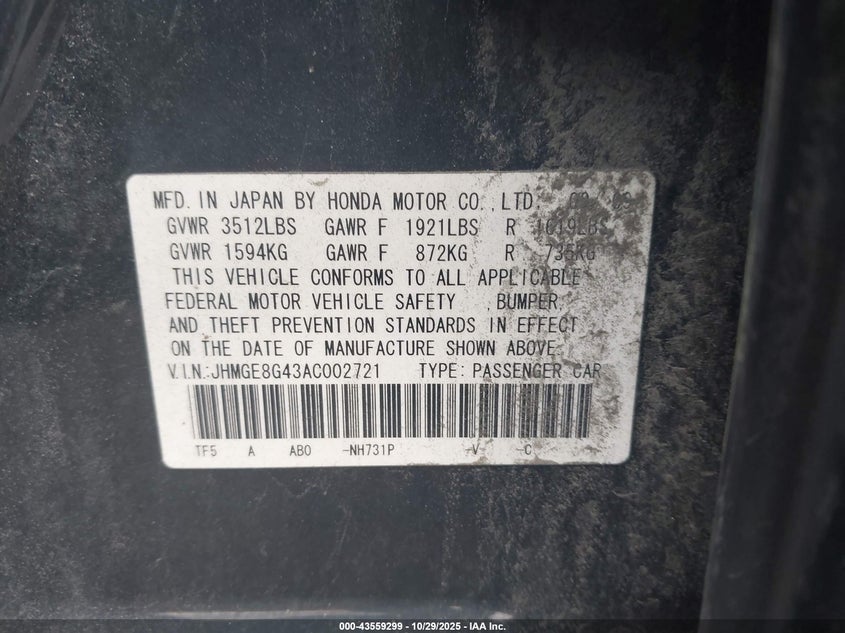 MFD. IN JAPAN BY HONDA MOTOR CO., LTD.
GVWR 3512LBS GAWR F 1921LBS R 1619LBS
GVWR 1594KG GAWR F 872KG R 735KG
THIS VEHICLE CONFORMS TO ALL APPLICABLE
FEDERAL MOTOR VEHICLE SAFETY , BUMPER,
AND THEFT PREVENTION STANDARDS IN EFFECT
ON THE DATE OF MANUFACTURE SHOWN ABOVE.
V.I.N.:JHMGE8G43AC002721 TYPE: PASSENGER CAR
TF5 A AB0 -NH731P -V -C
000-43559299 - 10/29/2025 - IAA Inc.